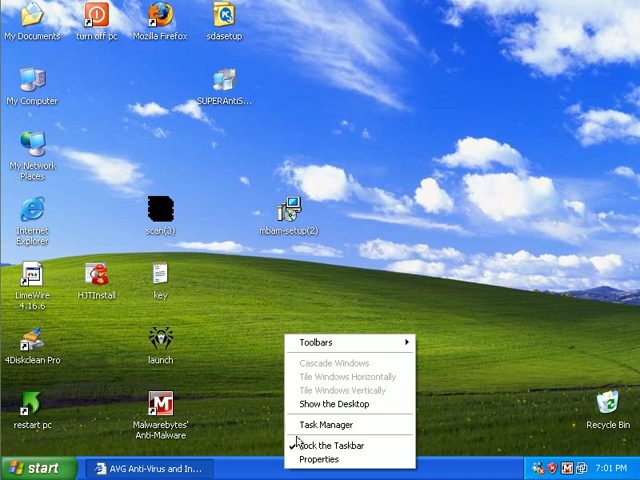 My Documents
turn off pc
Mozilla Firefox
sdasetup
My Computer
SUPERAntiS...
My Network
Places
Internet
Explorer
scan(3)
mbam-setup(2)
LimeWire
4.16.6
HJTInstall
key
4Diskclean Pro
launch
restart pc
Malwarebytes'
Anti-Malware
Recycle Bin
Toolbars
Cascade Windows
Tile Windows Horizontally
Tile Windows Vertically
Show the Desktop
Task Manager
Lock the Taskbar
Properties
start
AVG Anti-Virus and In...
7:01 PM